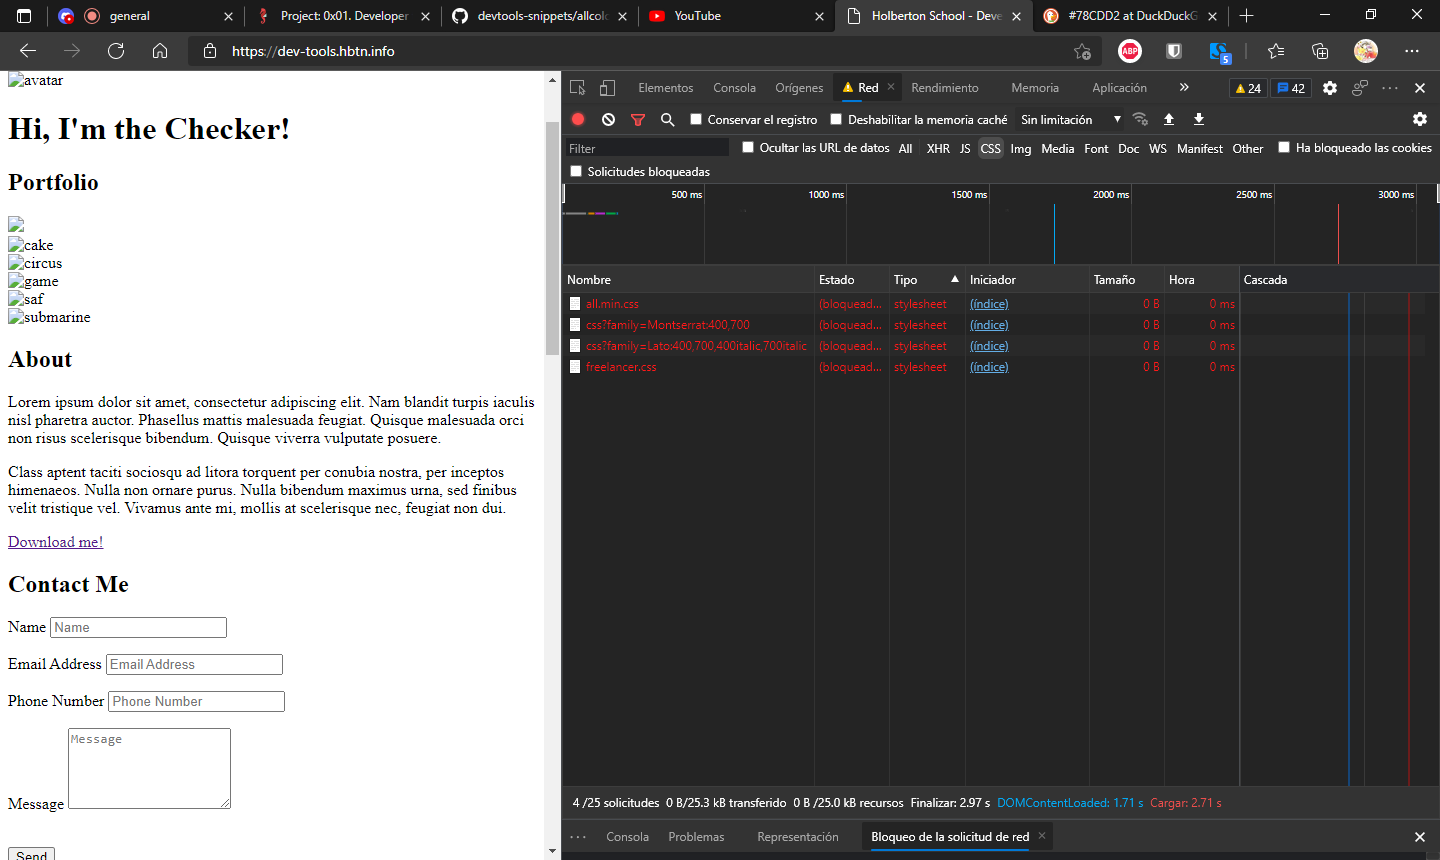 general
Project: 0x01. Developer
devtools-snippets/allcolo
YouTube
Holberton School - Deve
#78CDD2 at DuckDuckG
https://dev-tools.hbtn.info
ABP
5
avatar
Hi, I'm the Checker!
Portfolio
cake
circus
game
saf
submarine
About
Lorem ipsum dolor sit amet, consectetur adipiscing elit. Nam blandit turpis iaculis
nisl pharetra auctor. Phasellus mattis malesuada feugiat. Quisque malesuada orci
non risus scelerisque bibendum. Quisque viverra vulputate posuere.
Class aptent taciti sociosqu ad litora torquent per conubia nostra, per inceptos
himenaeos. Nulla non ornare purus. Nulla bibendum maximus urna, sed finibus
velit tristique vel. Vivamus ante mi, mollis at scelerisque nec, feugiat non dui.
Download me!
Contact Me
Name Name
Email Address Email Address
Phone Number Phone Number
Message Message
Send
Elementos Consola Orígenes Red Rendimiento Memoria Aplicación 24 42
Conservar el registro Deshabilitar la memoria caché Sin limitación
Filter Ocultar las URL de datos All XHR JS CSS Img Media Font Doc WS Manifest Other Ha bloqueado las cookies
Solicitudes bloqueadas
500 ms 1000 ms 1500 ms 2000 ms 2500 ms 3000 ms
Nombre Estado Tipo Iniciador Tamaño Hora Cascada
all.min.css (bloquead... stylesheet (índice) 0 B 0 ms
css?family=Montserrat:400,700 (bloquead... stylesheet (índice) 0 B 0 ms
css?family=Lato:400,700,400italic,700italic (bloquead... stylesheet (índice) 0 B 0 ms
freelancer.css (bloquead... stylesheet (índice) 0 B 0 ms
4 /25 solicitudes 0 B/25.3 kB transferido 0 B /25.0 kB recursos Finalizar: 2.97 s DOMContentLoaded: 1.71 s Cargar: 2.71 s
Consola Problemas Representación Bloqueo de la solicitud de red